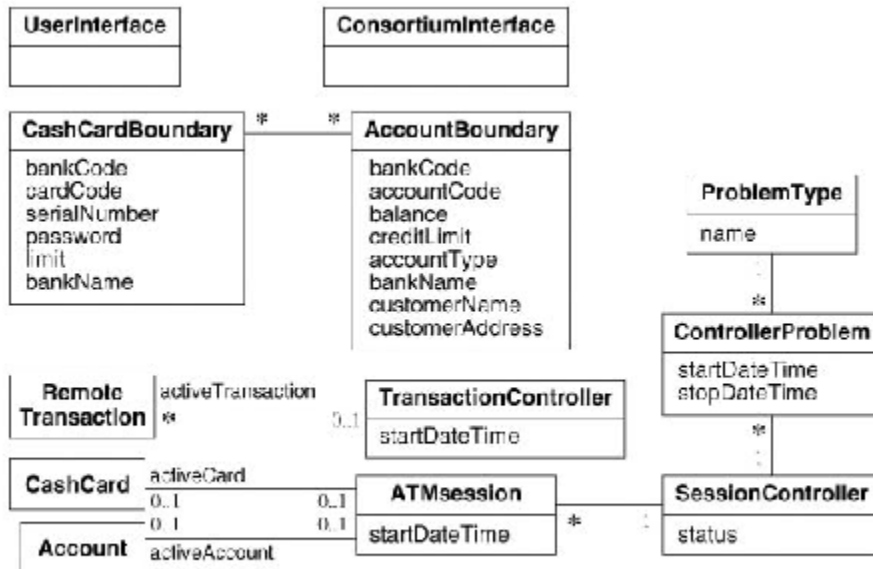 UserInterface
ConsortiumInterface
CashCardBoundary
* *
AccountBoundary
bankCode
cardCode
serialNumber
password
limit
bankName
bankCode
accountCode
balance
creditLimit
accountType
bankName
customerName
customerAddress
ProblemType
name
*
ControllerProblem
startDateTime
stopDateTime
*
Remote
Transaction
activeTransaction
* 0..1
TransactionController
startDateTime
CashCard
activeCard
0..1 0..1
0..1 0..1
Account
activeAccount
ATMsession
startDateTime
*
SessionController
status